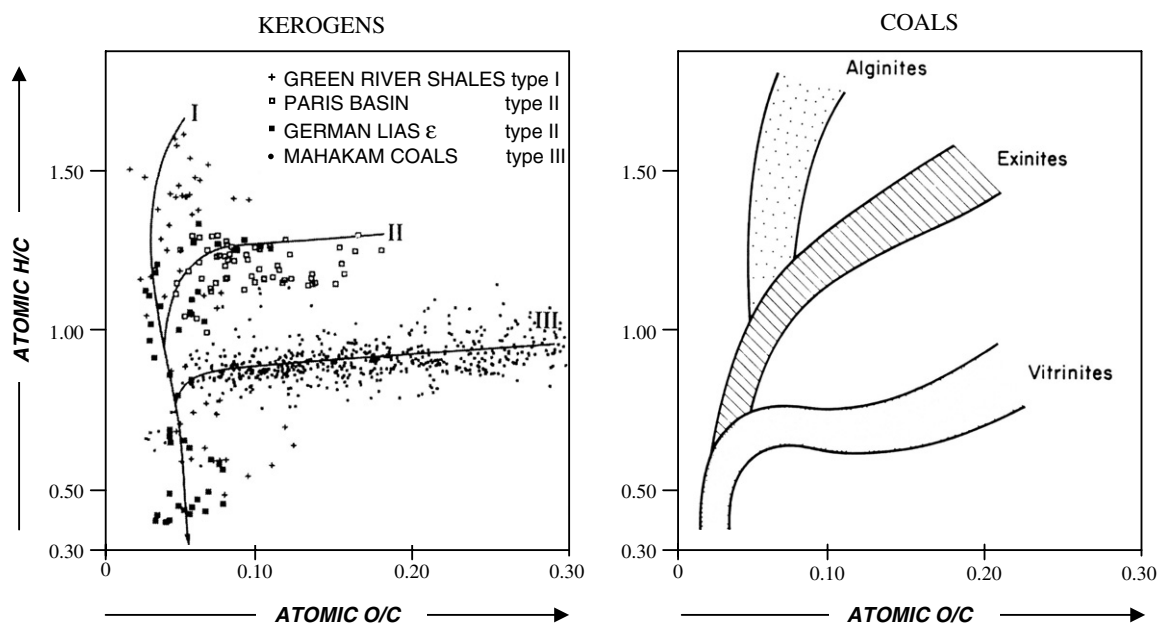 KEROGENS
COALS
+ GREEN RIVER SHALES type I
PARIS BASIN type II
GERMAN LIAS ε type II
MAHAKAM COALS type III
I
II
III
ATOMIC H/C
1.50
1.00
0.50
0.30
0
0.10
0.20
0.30
ATOMIC O/C
Alginites
Exinites
Vitrinites
1.50
1.00
0.50
0.30
0
0.10
0.20
0.30
ATOMIC O/C